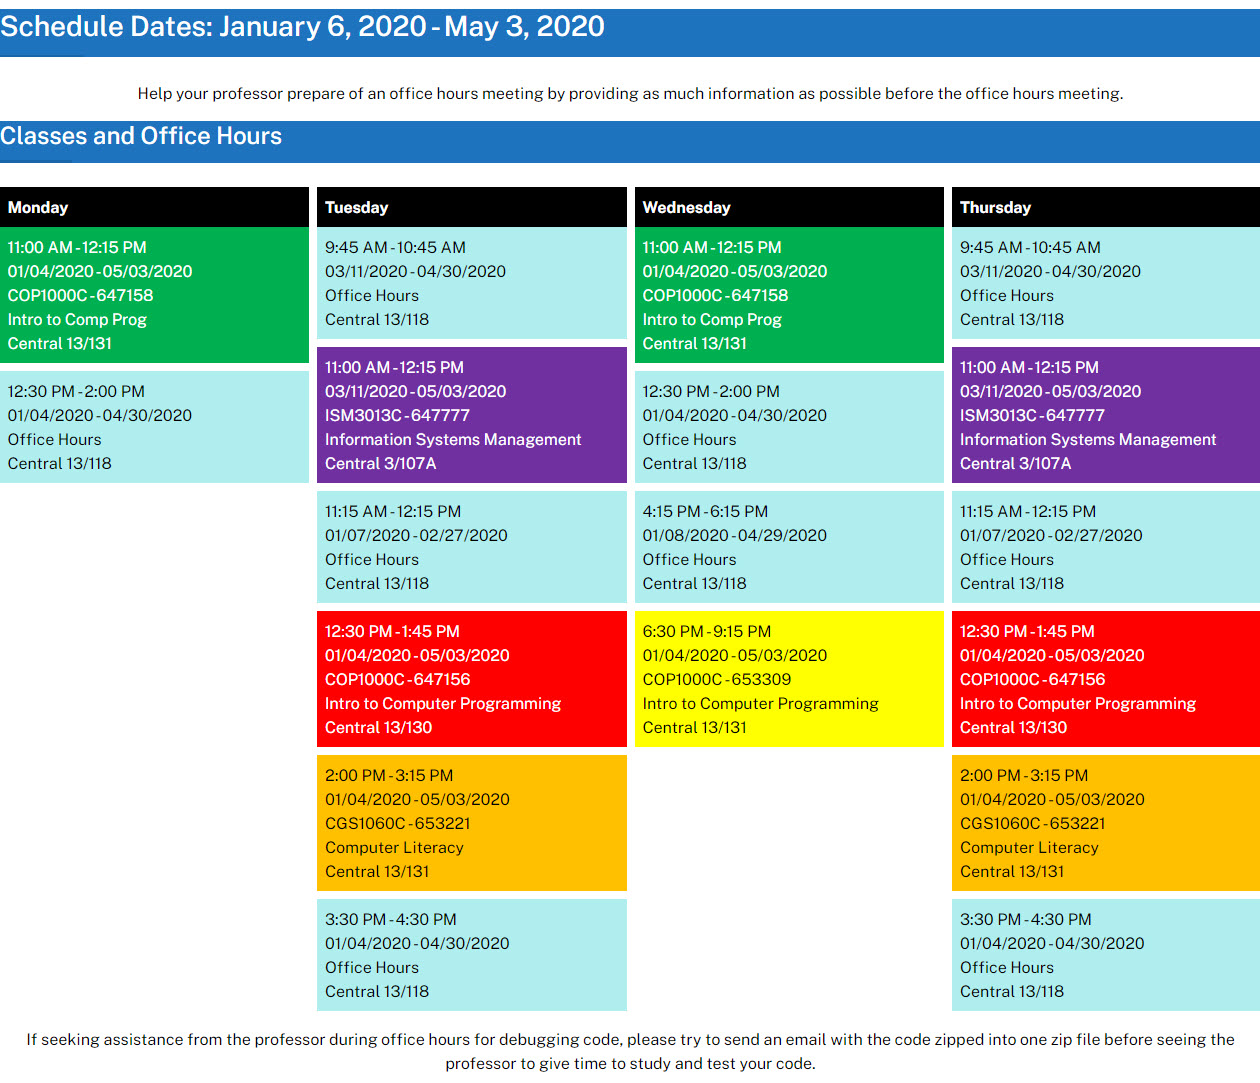 Schedule Dates: January 6, 2020 - May 3, 2020
Help your professor prepare of an office hours meeting by providing as much information as possible before the office hours meeting.
Classes and Office Hours
Monday
11:00 AM - 12:15 PM
01/04/2020 - 05/03/2020
COP1000C - 647158
Intro to Comp Prog
Central 13/131
12:30 PM - 2:00 PM
01/04/2020 - 04/30/2020
Office Hours
Central 13/118
Tuesday
9:45 AM - 10:45 AM
03/11/2020 - 04/30/2020
Office Hours
Central 13/118
11:00 AM - 12:15 PM
03/11/2020 - 05/03/2020
ISM3013C - 647777
Information Systems Management
Central 3/107A
11:15 AM - 12:15 PM
01/07/2020 - 02/27/2020
Office Hours
Central 13/118
12:30 PM - 1:45 PM
01/04/2020 - 05/03/2020
COP1000C - 647156
Intro to Computer Programming
Central 13/130
2:00 PM - 3:15 PM
01/04/2020 - 05/03/2020
CGS1060C - 653221
Computer Literacy
Central 13/131
3:30 PM - 4:30 PM
01/04/2020 - 04/30/2020
Office Hours
Central 13/118
Wednesday
11:00 AM - 12:15 PM
01/04/2020 - 05/03/2020
COP1000C - 647158
Intro to Comp Prog
Central 13/131
12:30 PM - 2:00 PM
01/04/2020 - 04/30/2020
Office Hours
Central 13/118
4:15 PM - 6:15 PM
01/08/2020 - 04/29/2020
Office Hours
Central 13/118
6:30 PM - 9:15 PM
01/04/2020 - 05/03/2020
COP1000C - 653309
Intro to Computer Programming
Central 13/131
Thursday
9:45 AM - 10:45 AM
03/11/2020 - 04/30/2020
Office Hours
Central 13/118
11:00 AM - 12:15 PM
03/11/2020 - 05/03/2020
ISM3013C - 647777
Information Systems Management
Central 3/107A
11:15 AM - 12:15 PM
01/07/2020 - 02/27/2020
Office Hours
Central 13/118
12:30 PM - 1:45 PM
01/04/2020 - 05/03/2020
COP1000C - 647156
Intro to Computer Programming
Central 13/130
2:00 PM - 3:15 PM
01/04/2020 - 05/03/2020
CGS1060C - 653221
Computer Literacy
Central 13/131
3:30 PM - 4:30 PM
01/04/2020 - 04/30/2020
Office Hours
Central 13/118
If seeking assistance from the professor during office hours for debugging code, please try to send an email with the code zipped into one zip file before seeing the
professor to give time to study and test your code.